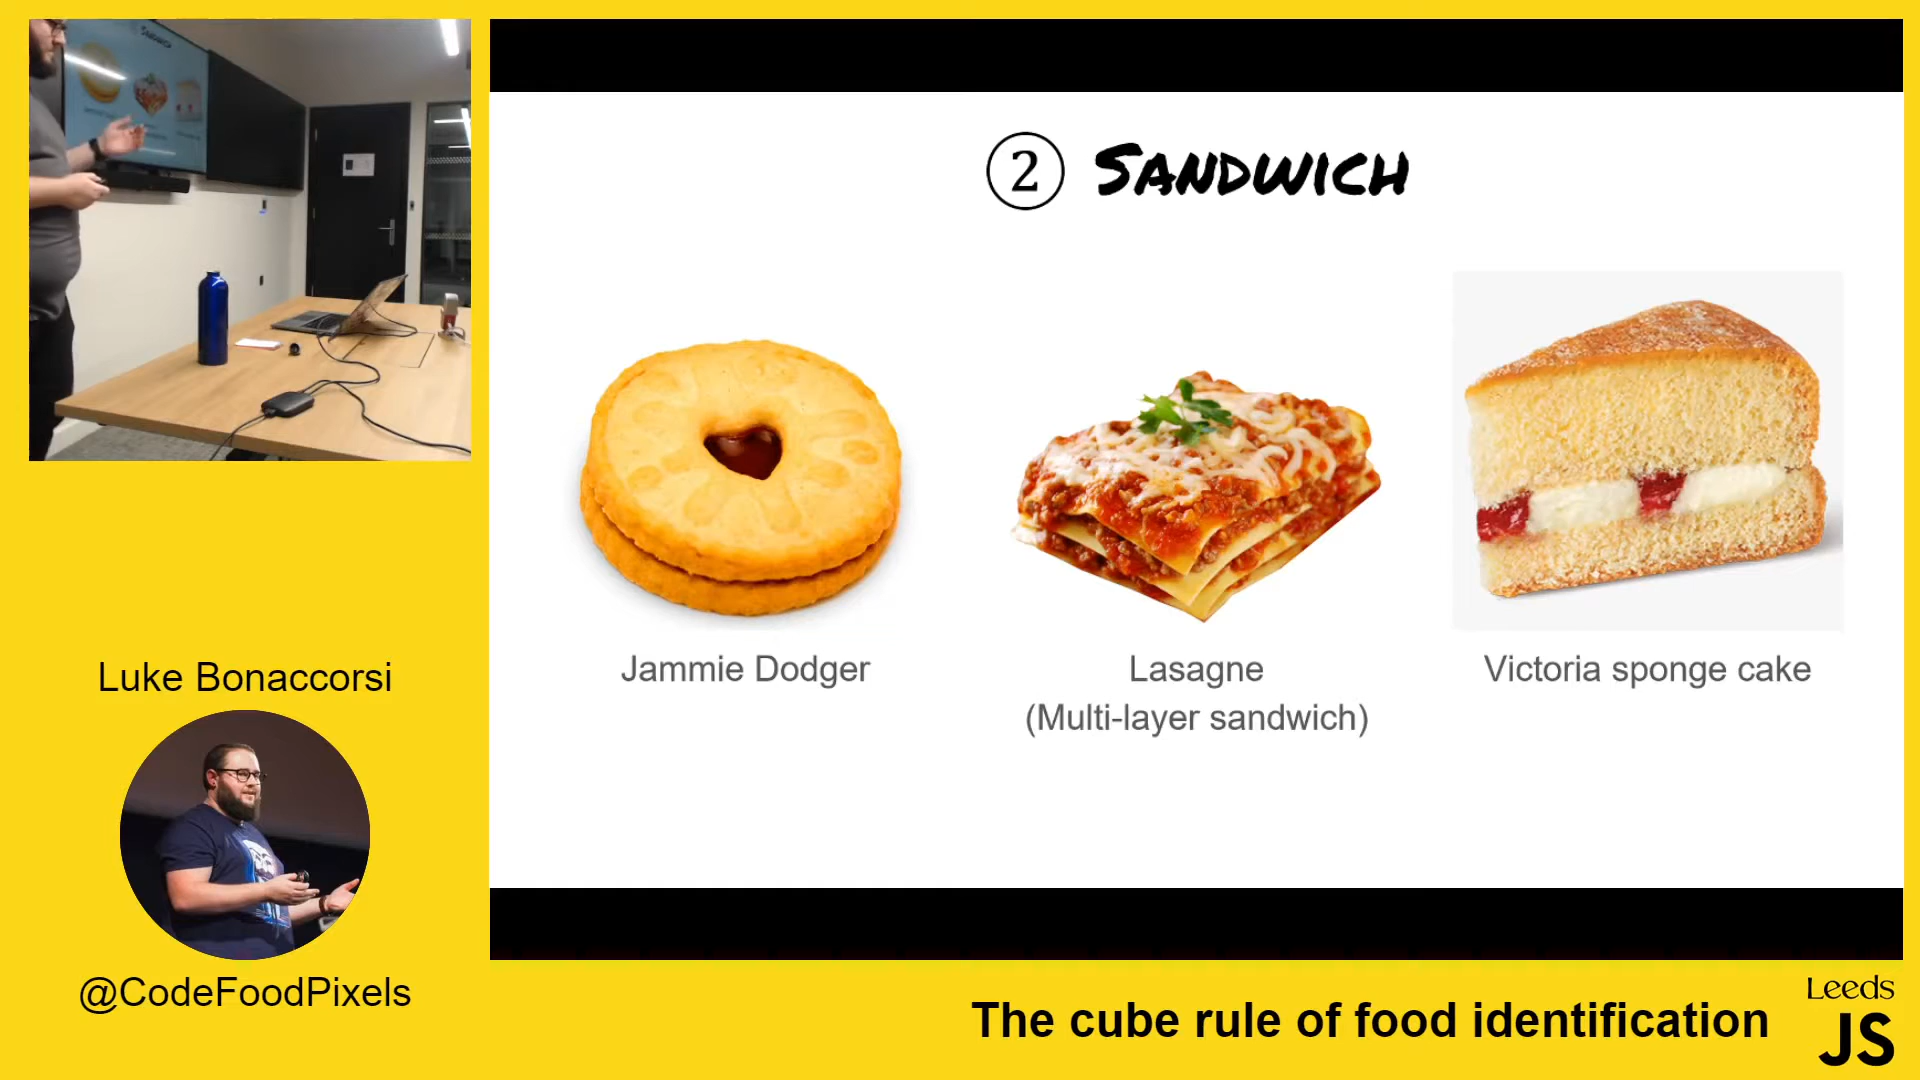 ② SANDWICH
Jammie Dodger
Lasagne
(Multi-layer sandwich)
Victoria sponge cake
Luke Bonaccorsi
@CodeFoodPixels
The cube rule of food identification
Leeds
JS